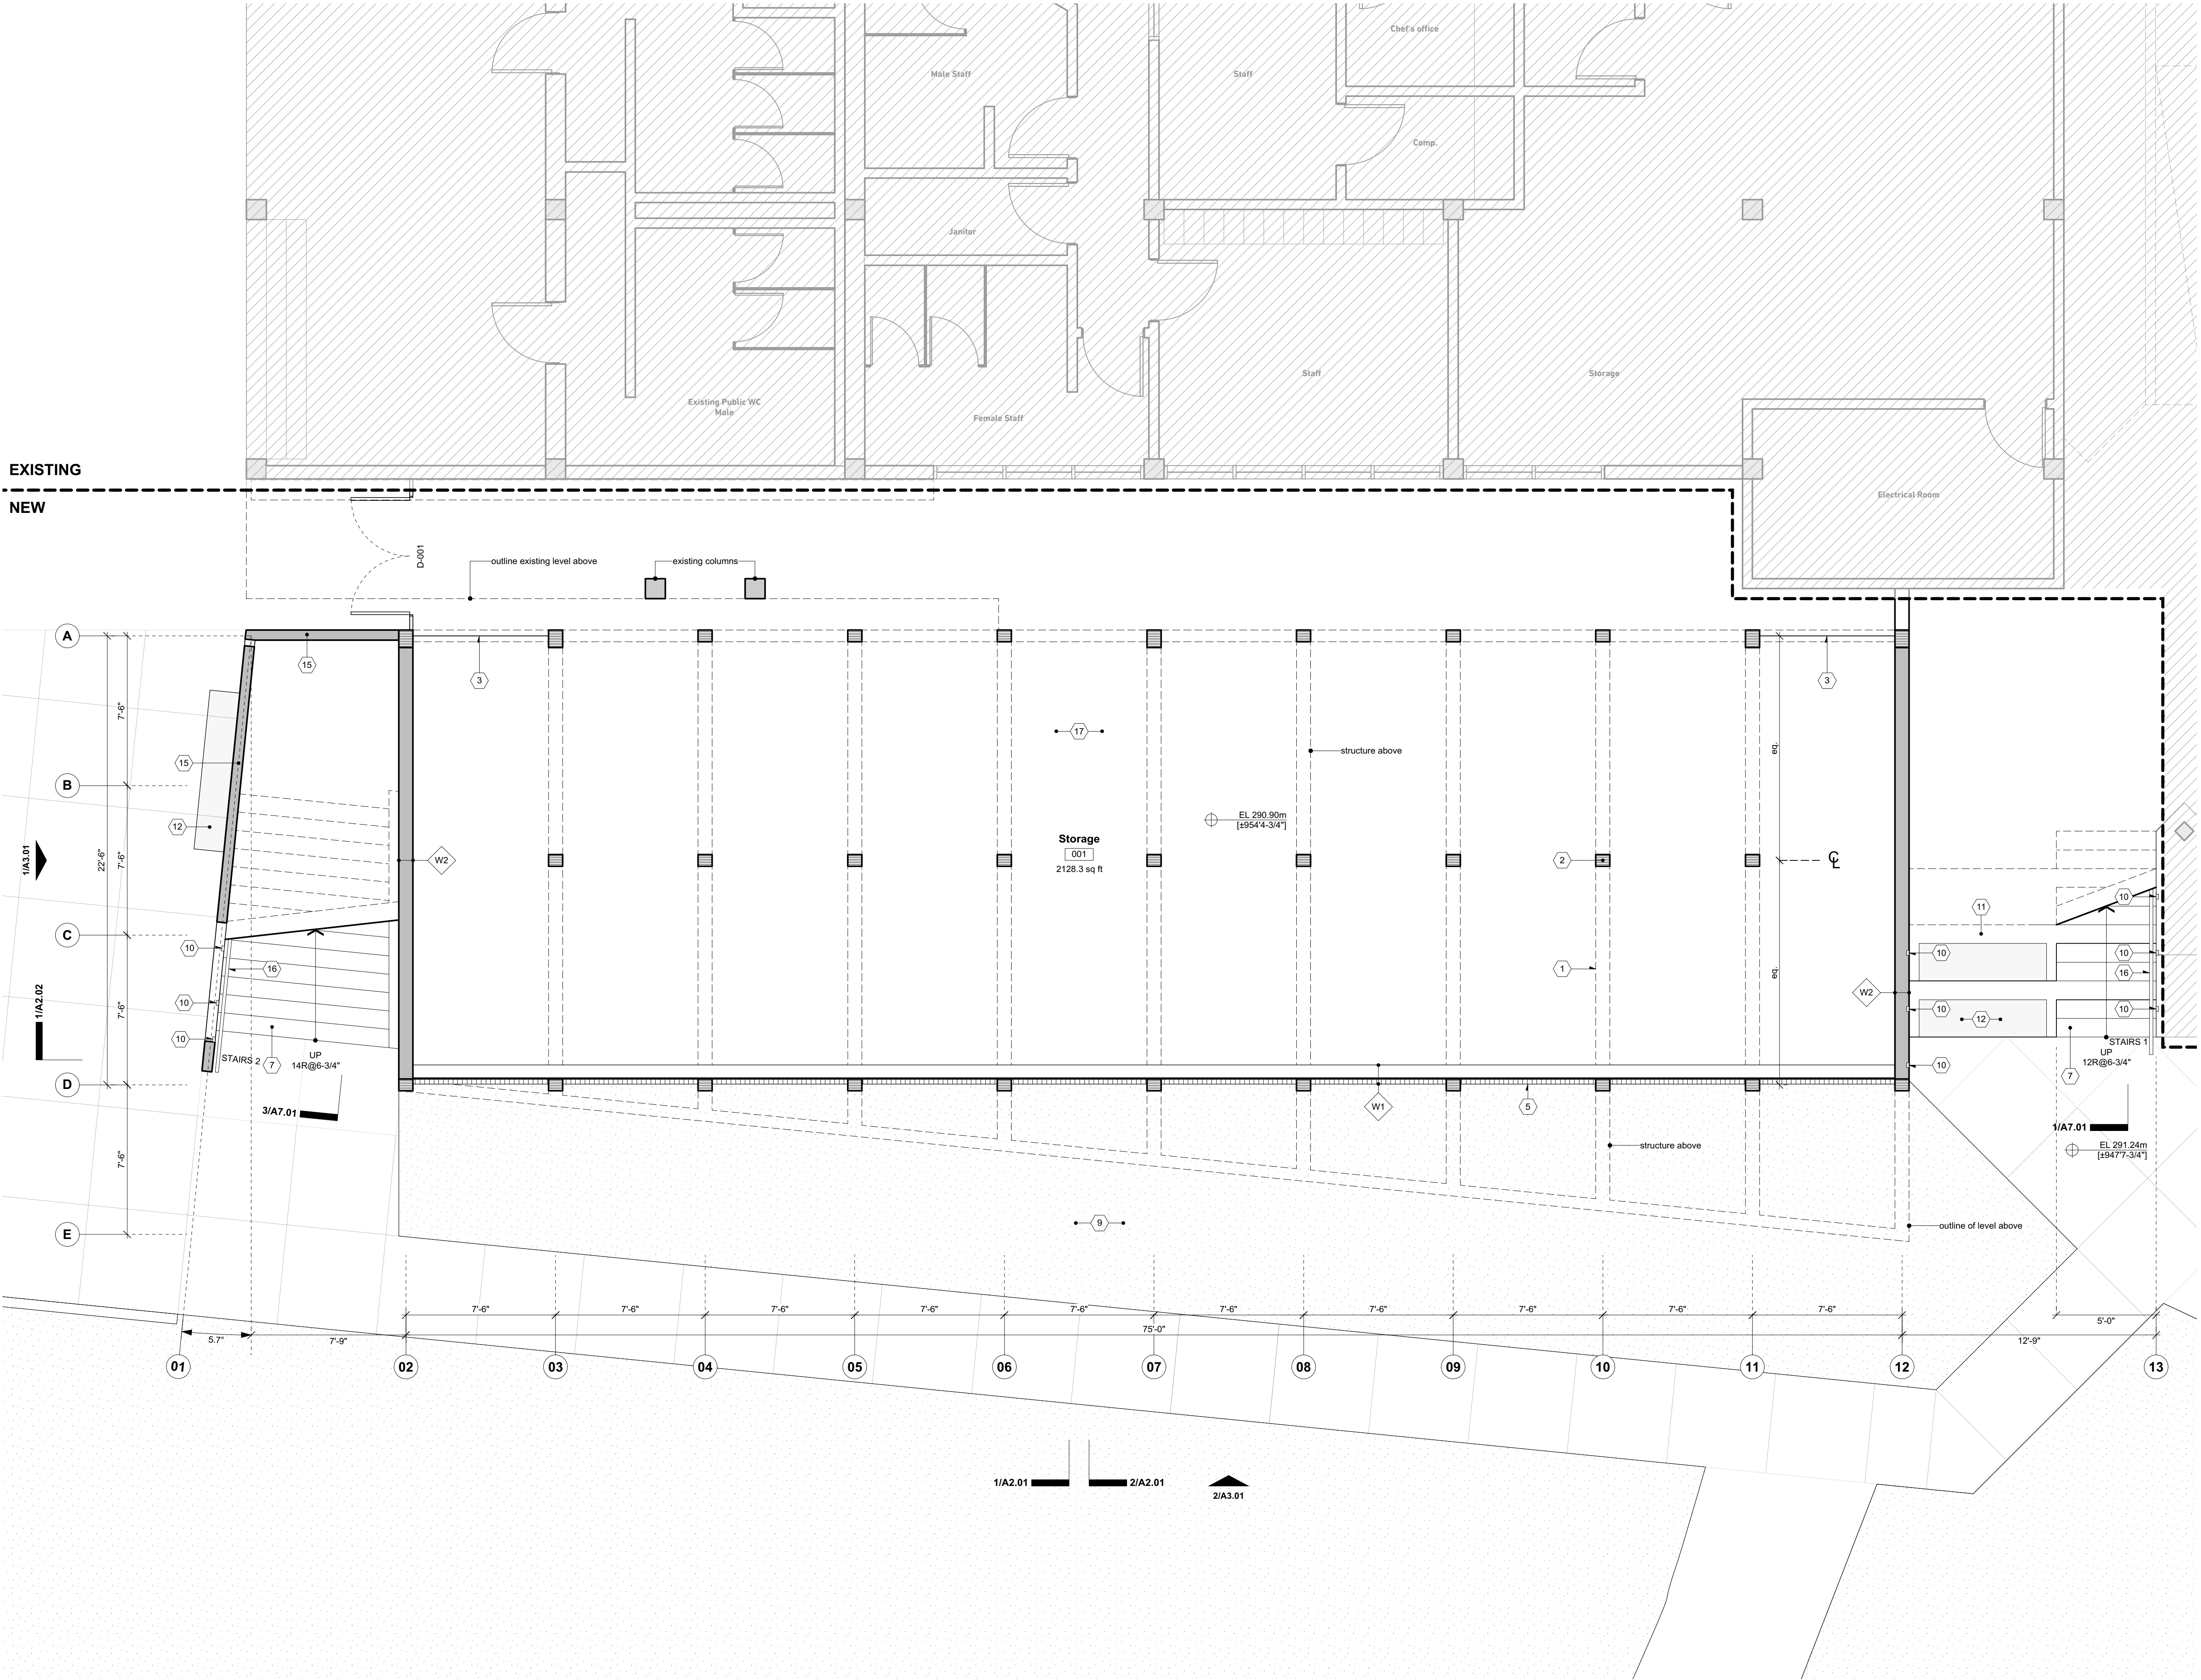 Chef's office
Male Staff
Staff
Comp.
Janitor
Existing Public WC
Male
Female Staff
Staff
Storage
EXISTING
NEW
Electrical Room
D-001
outline existing level above
existing columns
A
15
3
3
7'-6"
17
eq.
structure above
15
B
EL 290.90m
[±954'4-3/4"]
12
Storage
001
2128.3 sq ft
1/A3.01
22'-6"
7'-6"
W2
2
CL
10
11
C
10
16
1
eq.
10
10
16
1/A2.02
10
7'-6"
W2
10
10
12
10
STAIRS 2
7
UP
14R@6-3/4"
STAIRS 1
UP
12R@6-3/4"
10
7
D
3/A7.01
W1
5
1/A7.01
structure above
EL 291.24m
[±947'7-3/4"]
7'-6"
9
outline of level above
E
7'-6"
7'-6"
7'-6"
7'-6"
7'-6"
7'-6"
7'-6"
7'-6"
7'-6"
7'-6"
5'-0"
5.7°
7'-9"
75'-0"
12'-9"
01
02
03
04
05
06
07
08
09
10
11
12
13
1/A2.01
2/A2.01
2/A3.01